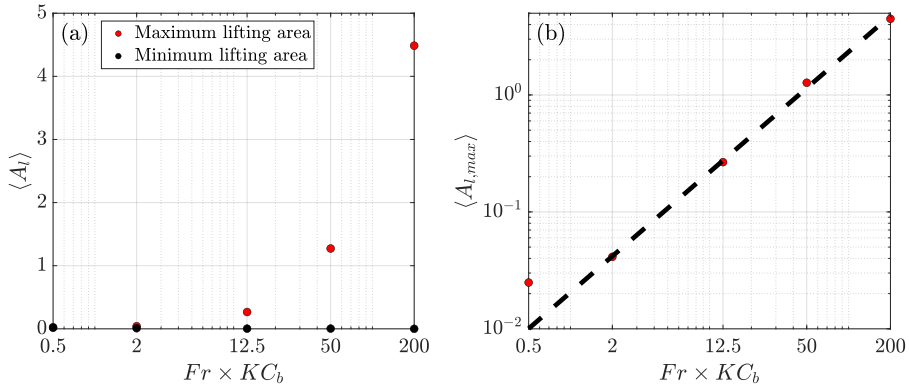 (a)
Maximum lifting area
Minimum lifting area
5
4
3
2
1
0
⟨A_l⟩
0.5 2 12.5 50 200
Fr × KC_b
(b)
10^0
10^{-1}
10^{-2}
⟨A_{l,max}⟩
0.5 2 12.5 50 200
Fr × KC_b